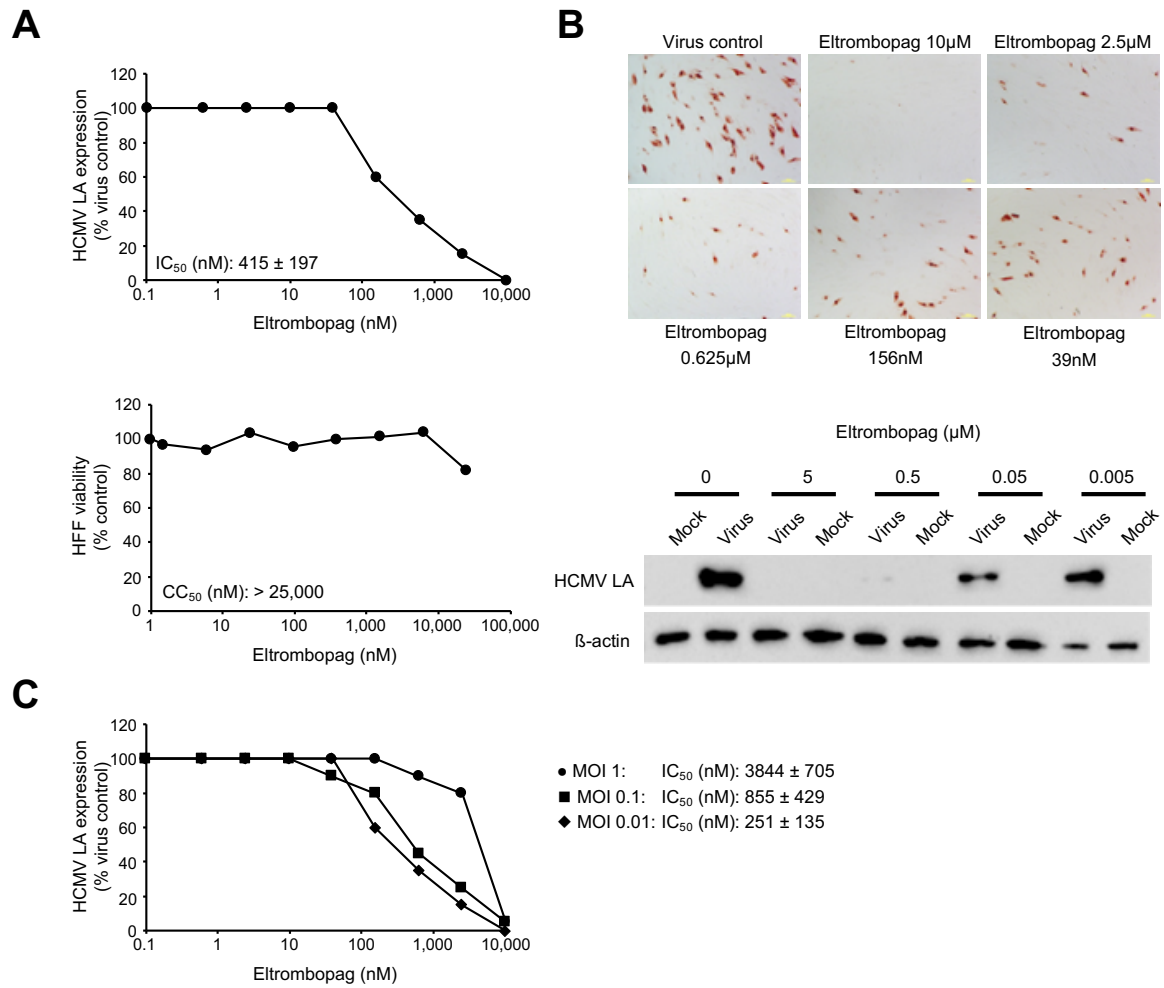 A
HCMV LA expression
(% virus control)
120
100
80
60
40
20
0
IC50 (nM): 415 ± 197
0.1 1 10 100 1,000 10,000
Eltrombopag (nM)
HFF viability
(% control)
120
100
80
60
40
20
0
CC50 (nM): > 25,000
1 10 100 1000 10,000 100,000
Eltrombopag (nM)
B
Virus control Eltrombopag 10µM Eltrombopag 2.5µM
Eltrombopag Eltrombopag Eltrombopag
0.625µM 156nM 39nM
Eltrombopag (µM)
0 5 0.5 0.05 0.005
Mock Virus Virus Mock Virus Mock Virus Mock Virus Mock
HCMV LA
ß-actin
C
HCMV LA expression
(% virus control)
120
100
80
60
40
20
0
0.1 1 10 100 1,000 10,000
Eltrombopag (nM)
MOI 1: IC50 (nM): 3844 ± 705
MOI 0.1: IC50 (nM): 855 ± 429
MOI 0.01: IC50 (nM): 251 ± 135